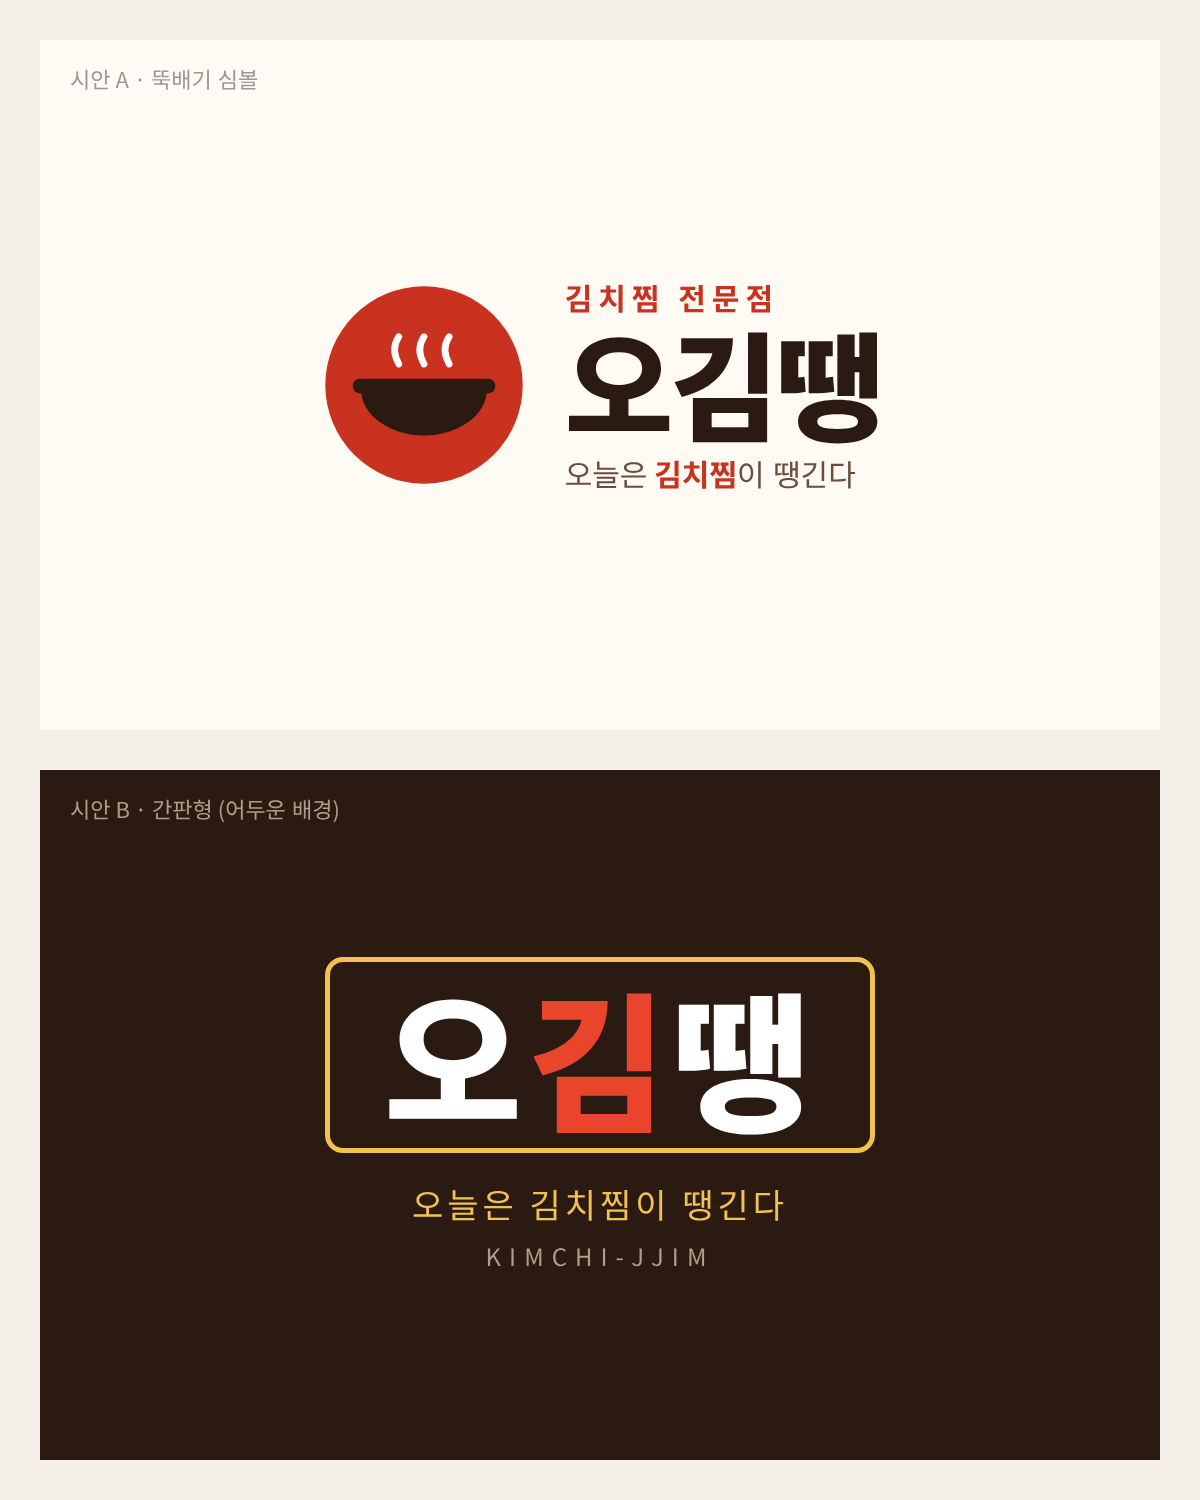 시안 A · 뚝배기 심볼
김치찜 전문점
오김땡
오늘은 김치찜이 땡긴다
시안 B · 간판형 (어두운 배경)
오김땡
오늘은 김치찜이 땡긴다
KIMCHI-JJIM